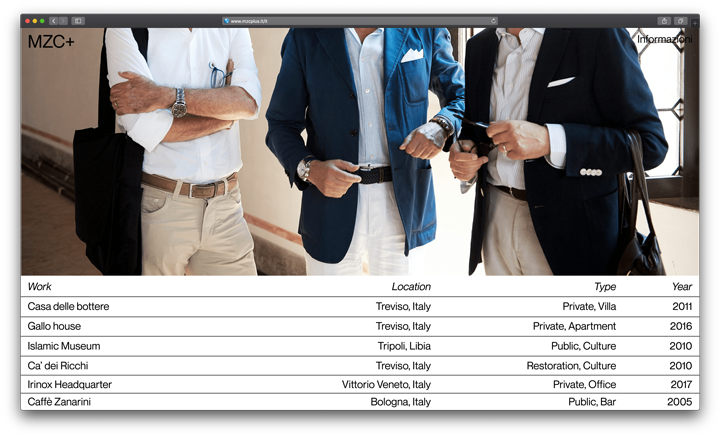 www.mzcplus.it/it
MZC+ Informazioni
Work Location Type Year
Casa delle bottere Treviso, Italy Private, Villa 2011
Gallo house Treviso, Italy Private, Apartment 2016
Islamic Museum Tripoli, Libia Public, Culture 2010
Ca' dei Ricchi Treviso, Italy Restoration, Culture 2010
Irinox Headquarter Vittorio Veneto, Italy Private, Office 2017
Caffè Zanarini Bologna, Italy Public, Bar 2005